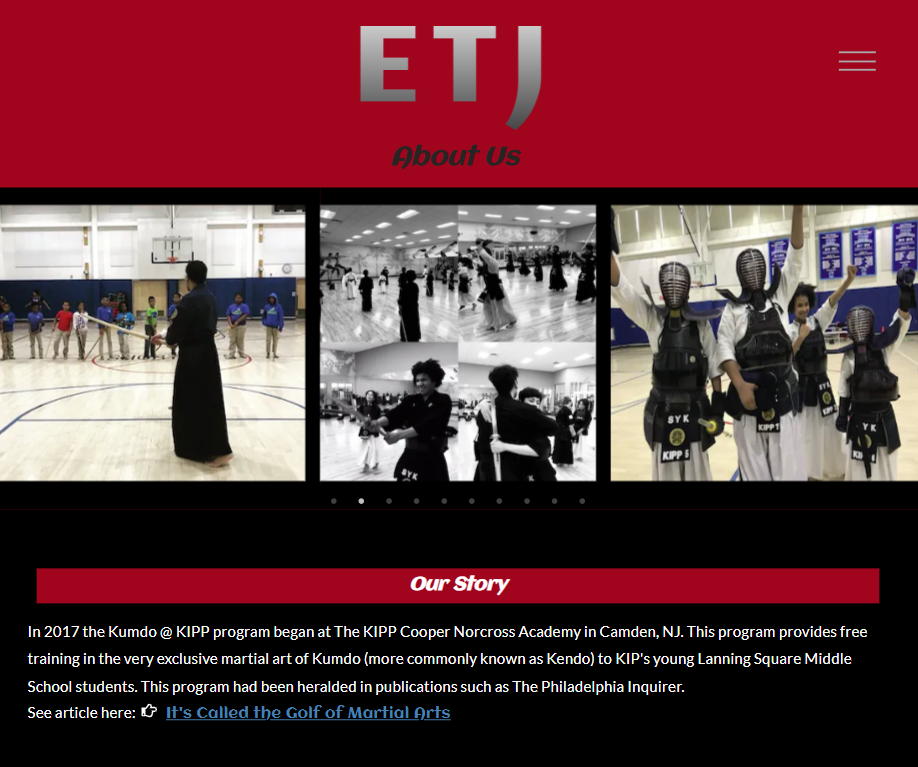 ETJ
About Us
SYK
KIPP
SYK
KIPP 5
KIPP
Our Story
In 2017 the Kumdo @ KIPP program began at The KIPP Cooper Norcross Academy in Camden, NJ. This program provides free
training in the very exclusive martial art of Kumdo (more commonly known as Kendo) to KIP's young Lanning Square Middle
School students. This program had been heralded in publications such as The Philadelphia Inquirer.
See article here: It's Called the Golf of Martial Arts